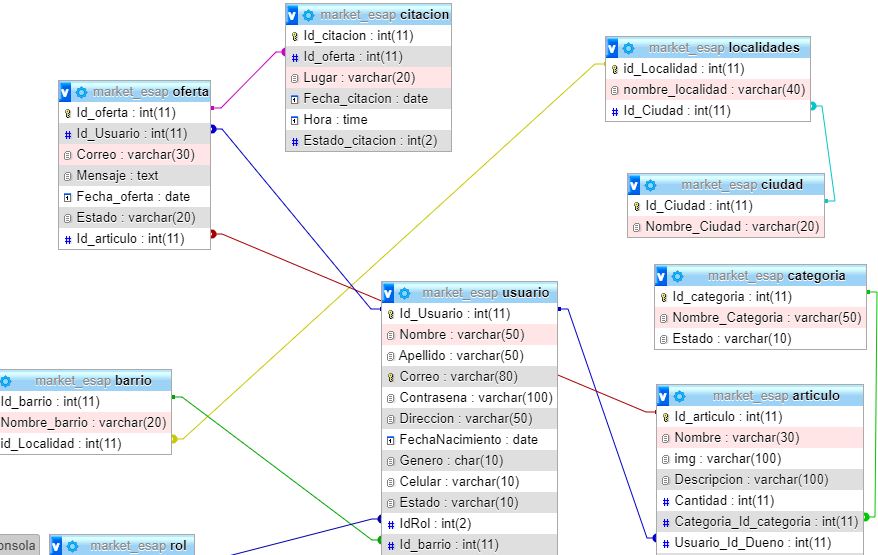 market_esap citacion
Id_citacion : int(11)
Id_oferta : int(11)
Lugar : varchar(20)
Fecha_citacion : date
Hora : time
Estado_citacion : int(2)
market_esap localidades
id_Localidad : int(11)
nombre_localidad : varchar(40)
Id_Ciudad : int(11)
market_esap oferta
Id_oferta : int(11)
Id_Usuario : int(11)
Correo : varchar(30)
Mensaje : text
Fecha_oferta : date
Estado : varchar(20)
Id_articulo : int(11)
market_esap ciudad
Id_Ciudad : int(11)
Nombre_Ciudad : varchar(20)
market_esap categoria
Id_categoria : int(11)
Nombre_Categoria : varchar(50)
Estado : varchar(10)
market_esap usuario
Id_Usuario : int(11)
Nombre : varchar(50)
Apellido : varchar(50)
Correo : varchar(80)
Contrasena : varchar(100)
Direccion : varchar(50)
FechaNacimiento : date
Genero : char(10)
Celular : varchar(10)
Estado : varchar(10)
IdRol : int(2)
Id_barrio : int(11)
market_esap barrio
Id_barrio : int(11)
Nombre_barrio : varchar(20)
id_Localidad : int(11)
market_esap articulo
Id_articulo : int(11)
Nombre : varchar(30)
img : varchar(100)
Descripcion : varchar(100)
Cantidad : int(11)
Categoria_Id_categoria : int(11)
Usuario_Id_Dueno : int(11)
onsola
market_esap rol